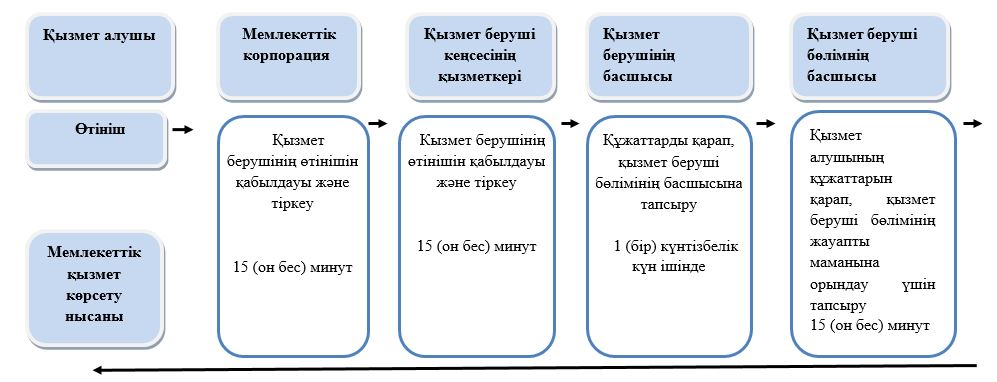 Қызмет алушы
Мемлекеттік
корпорация
Қызмет беруші
кеңсесінің
қызметкері
Қызмет
берушінің
басшысы
Қызмет беруші
бөлімнің
басшысы
Өтініш
Қызмет
берушінің өтінішін
қабылдауы және
тіркеу
15 (он бес) минут
Кызмет берушінің
өтінішін қабылдауы
және тіркеу
15 (он бес) минут
Құжаттарды қарап,
қызмет беруші
бөлімінің басшысына
тапсыру
1 (бір) күнтізбелік
күн ішінде
Қызмет
алушының
құжаттарын
қарап, қызмет
беруші бөлімінің
жауапты
маманына
орындау үшін
тапсыру
15 (он бес) минут
Мемлекеттік
қызмет
көрсету
нысаны